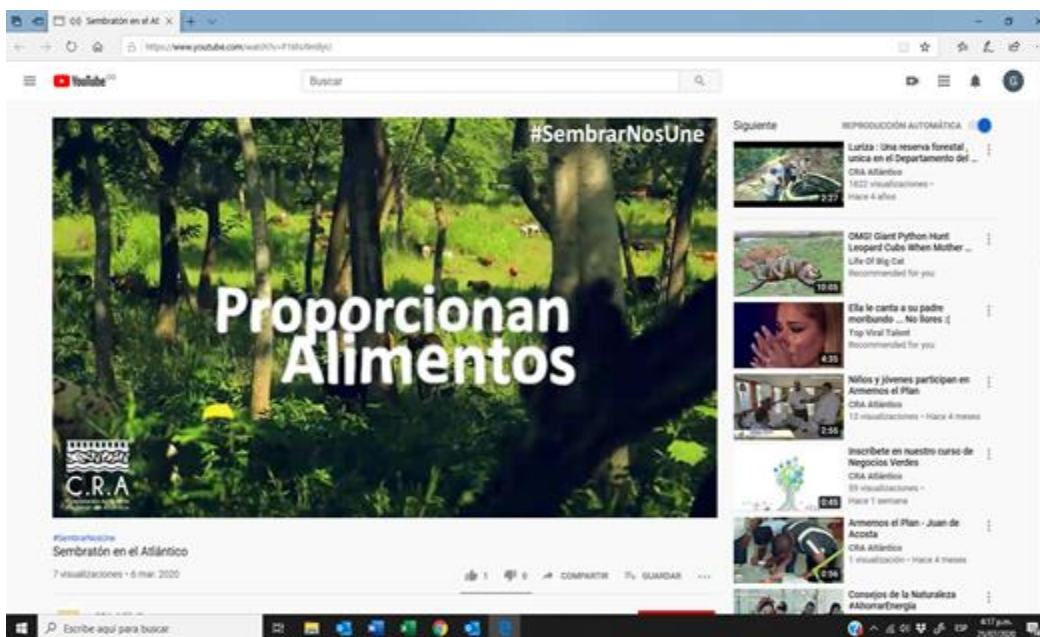 Sembratón en el At
https://www.youtube.com/watch?v=
YouTube CO
Buscar
#SembrarNosUne
Proporcionan
Alimentos
C.R.A
#SembrarNosUne
Sembratón en el Atlántico
7 visualizaciones • 6 mar. 2020
1
0
COMPARTIR
GUARDAR
Siguiente
REPRODUCCIÓN AUTOMÁTICA
2:27
Luriza : Una reserva forestal ,
unica en el Departamento del ...
CRA Atlántico
1822 visualizaciones •
Hace 4 años
10:05
OMG! Giant Python Hunt
Leopard Cubs When Mother ...
Life Of Big Cat
Recommended for you
4:35
Ella le canta a su padre
moribundo ... No llores :(
Top Viral Talent
Recommended for you
2:55
Niños y jóvenes participan en
Armemos el Plan
CRA Atlántico
13 visualizaciones • Hace 4 meses
0:45
Inscríbete en nuestro curso de
Negocios Verdes
CRA Atlántico
59 visualizaciones •
Hace 1 semana
0:56
Armemos el Plan - Juan de
Acosta
CRA Atlántico
1 visualización • Hace 4 meses
Consejos de la Naturaleza
#AhorrarEnergía
Escribe aquí para buscar
ESP
4:17 p.m.